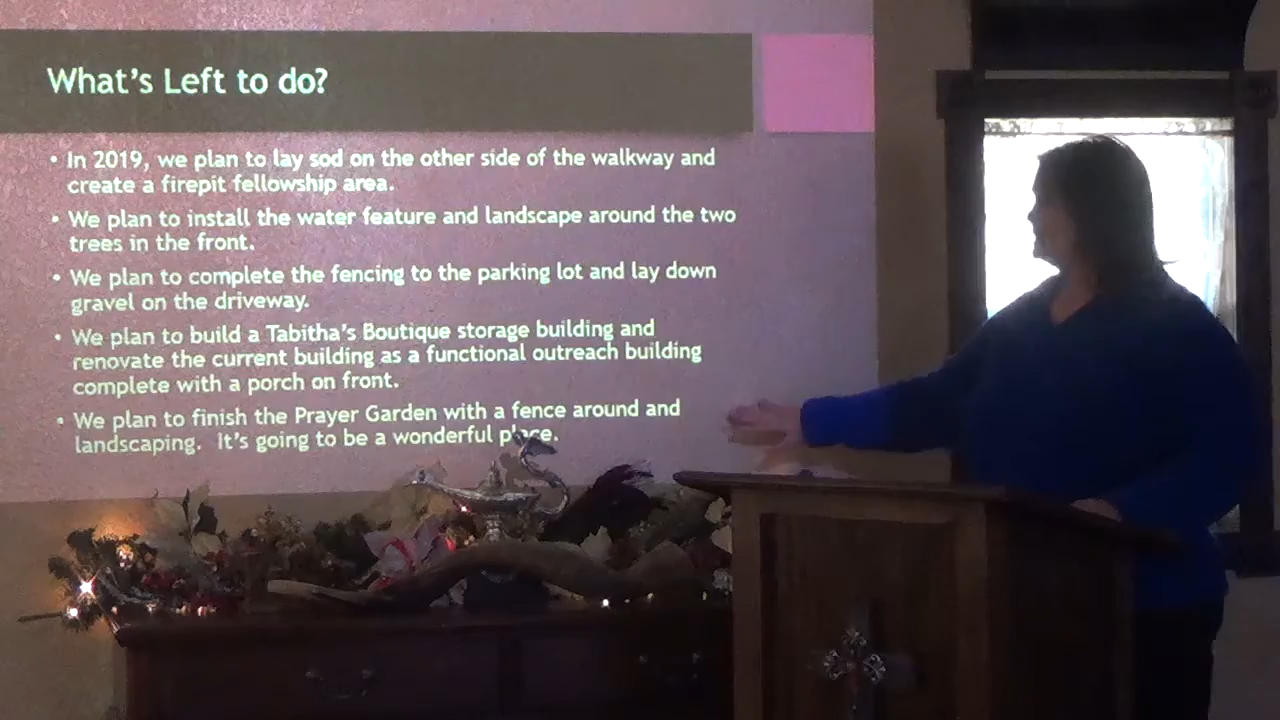 What's Left to do?
• In 2019, we plan to lay sod on the other side of the walkway and
create a firepit fellowship area.
• We plan to install the water feature and landscape around the two
trees in the front.
• We plan to complete the fencing to the parking lot and lay down
gravel on the driveway.
• We plan to build a Tabitha's Boutique storage building and
renovate the current building as a functional outreach building
complete with a porch on front.
• We plan to finish the Prayer Garden with a fence around and
landscaping. It's going to be a wonderful place.